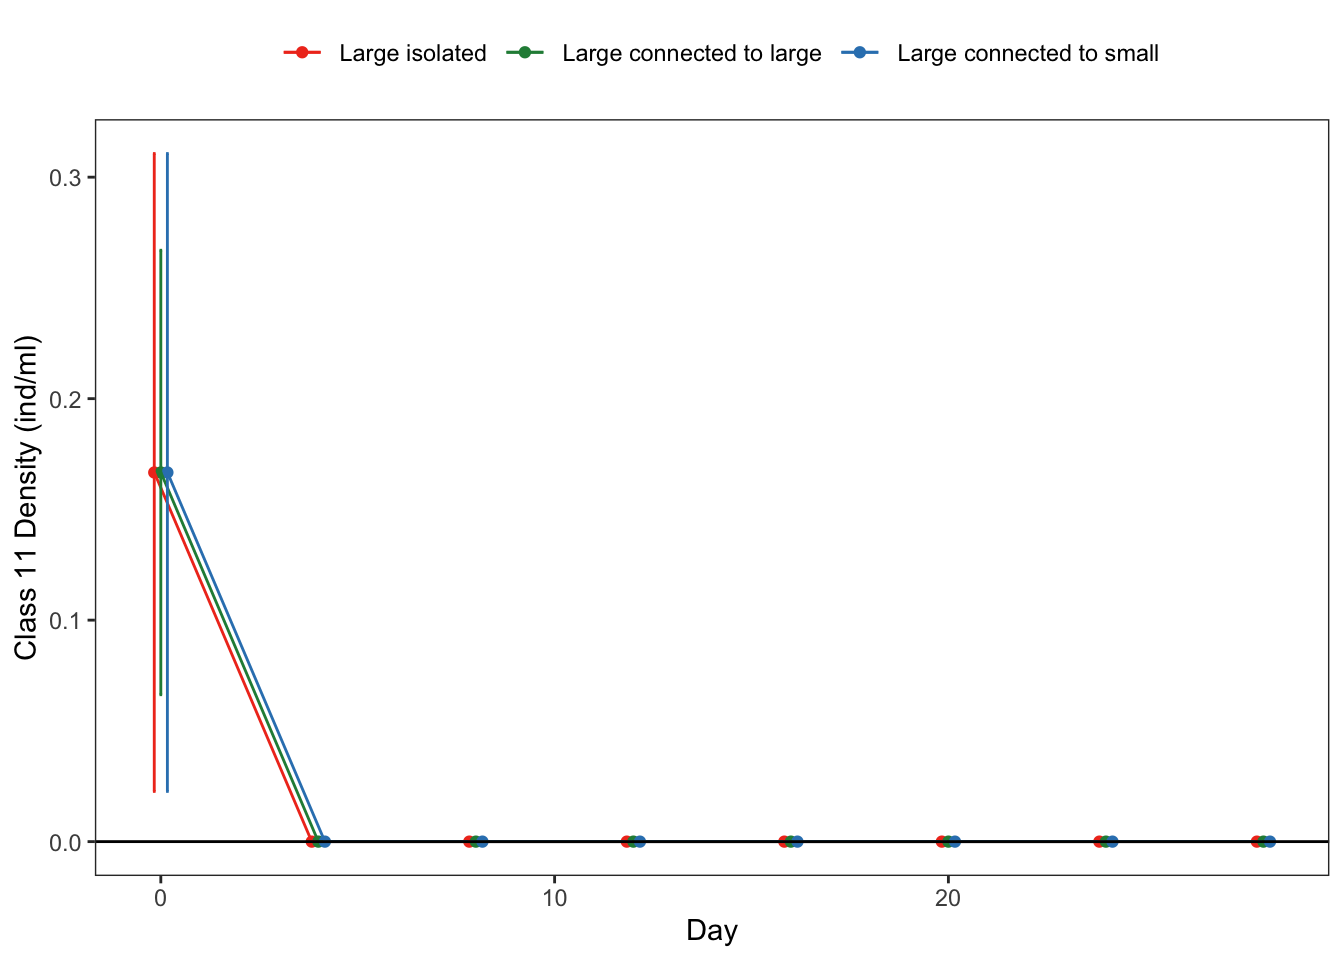 Large isolated Large connected to large Large connected to small
0.3
0.2
0.1
0.0
Class 11 Density (ind/ml)
0 10 20
Day